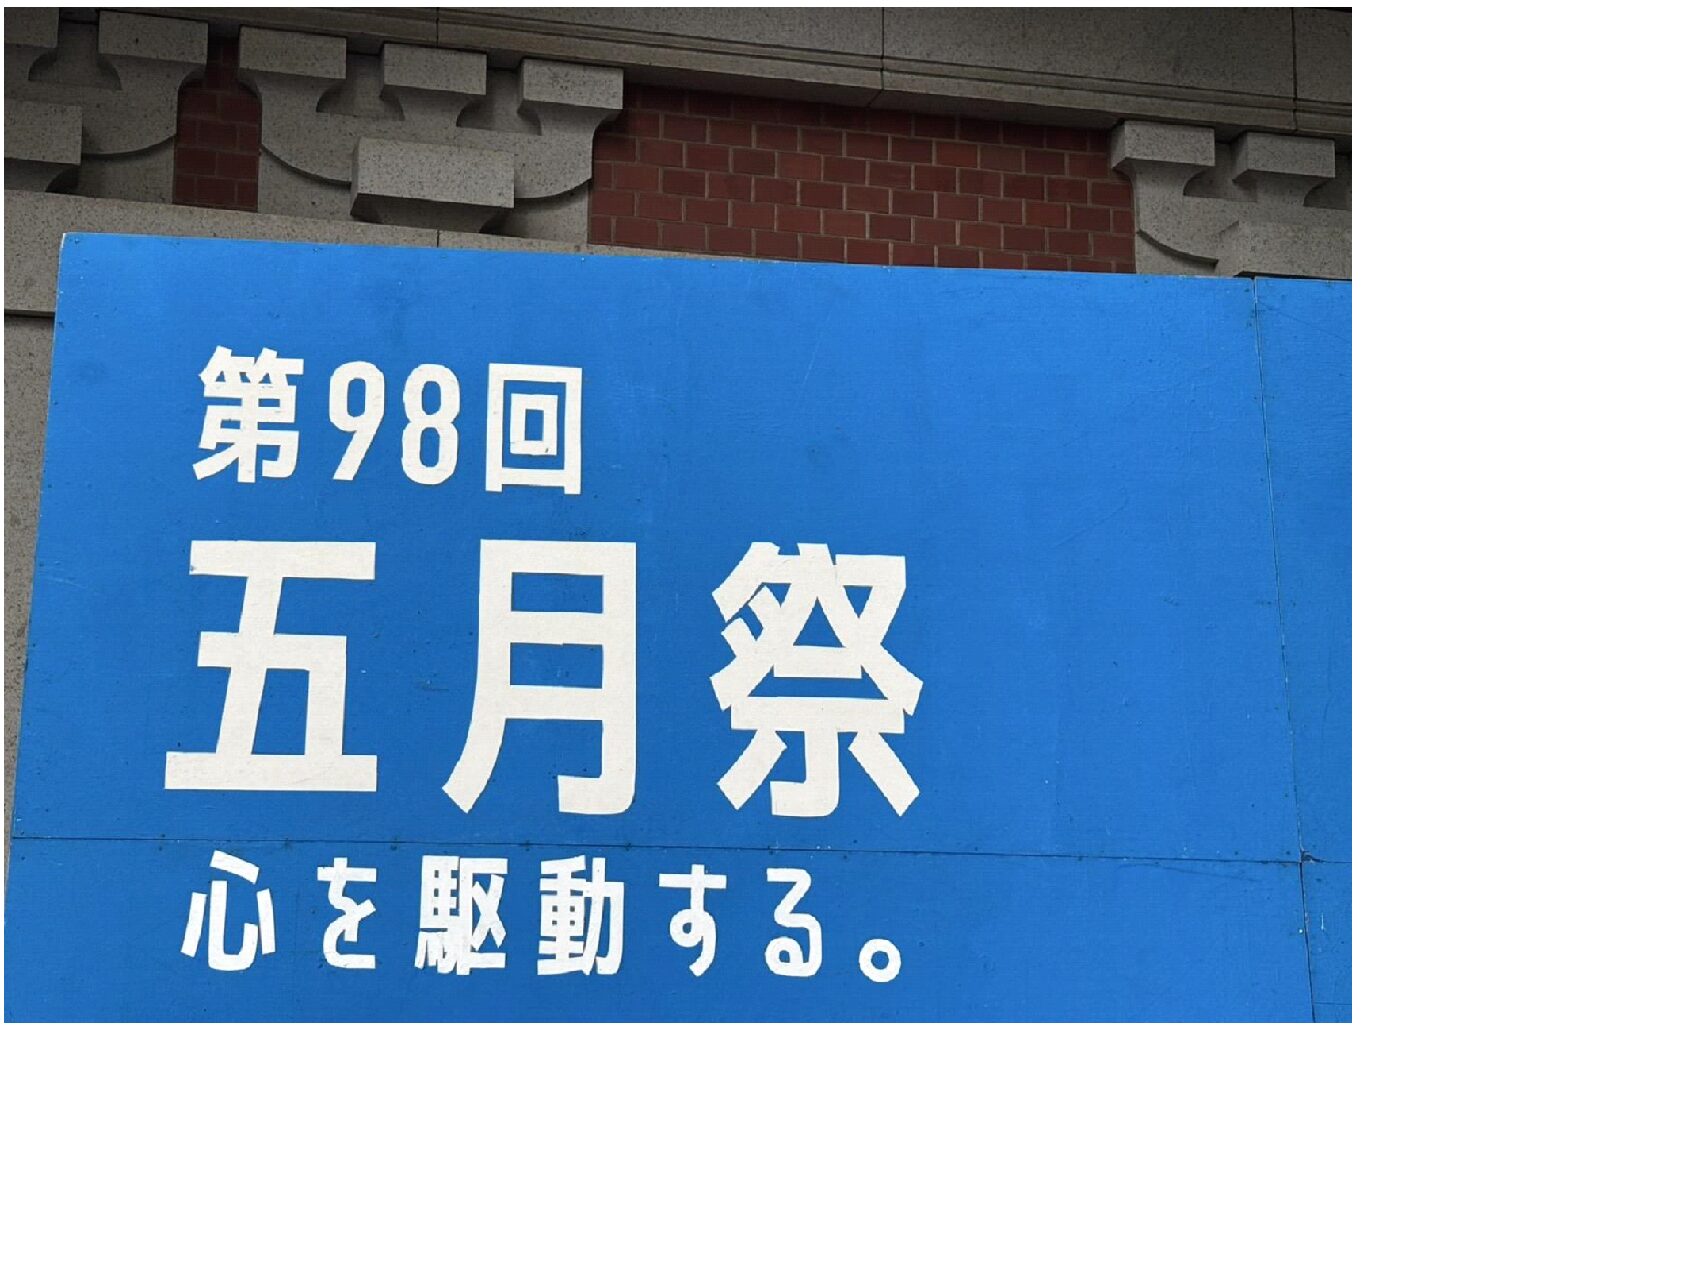 第98回
五月祭
心を駆動する。